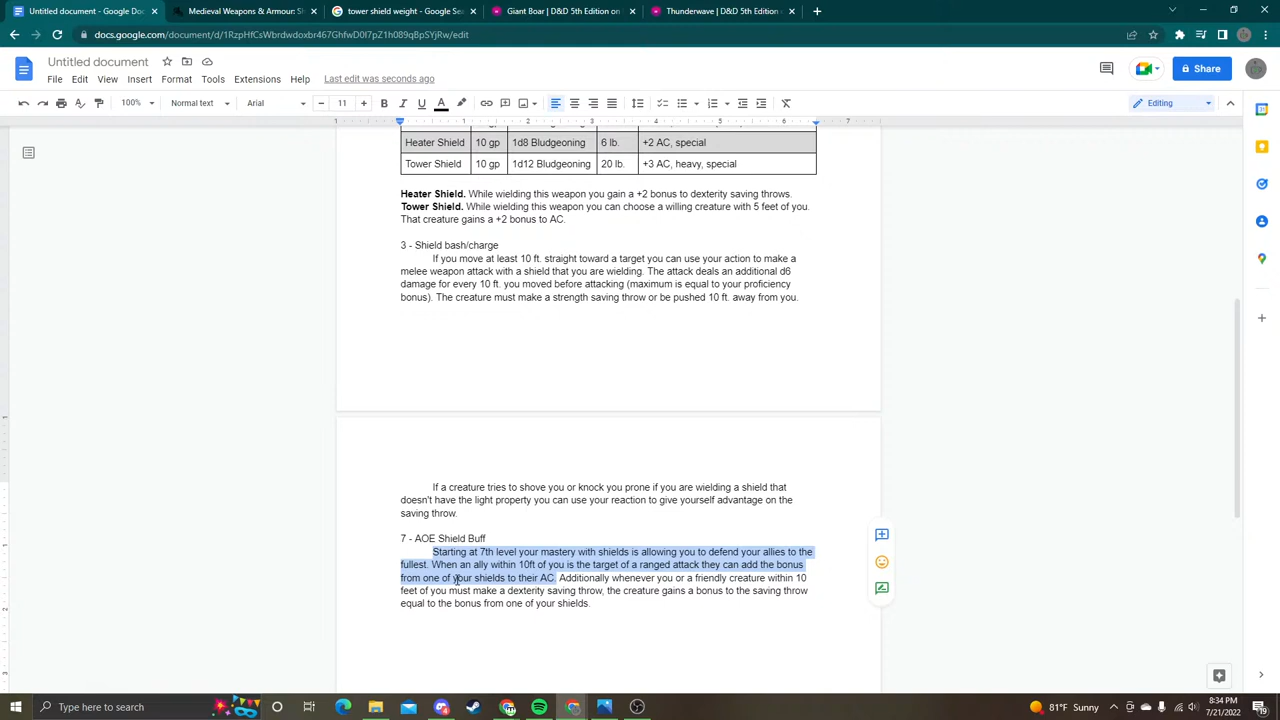 Untitled document - Google Doc
Medieval Weapons & Armour: Sh
tower shield weight - Google Sea
Giant Boar | D&D 5th Edition on
Thunderwave | D&D 5th Edition
Untitled document
File Edit View Insert Format Tools Extensions Help Last edit was seconds ago
Share
100% Normal text Arial 11 Editing
Heater Shield 10 gp 1d8 Bludgeoning 6 lb. +2 AC, special
Tower Shield 10 gp 1d12 Bludgeoning 20 lb. +3 AC, heavy, special
Heater Shield. While wielding this weapon you gain a +2 bonus to dexterity saving throws.
Tower Shield. While wielding this weapon you can choose a willing creature with 5 feet of you.
That creature gains a +2 bonus to AC.
3 - Shield bash/charge
If you move at least 10 ft. straight toward a target you can use your action to make a
melee weapon attack with a shield that you are wielding. The attack deals an additional d6
damage for every 10 ft. you moved before attacking (maximum is equal to your proficiency
bonus). The creature must make a strength saving throw or be pushed 10 ft. away from you.
If a creature tries to shove you or knock you prone if you are wielding a shield that
doesn't have the light property you can use your reaction to give yourself advantage on the
saving throw.
7 - AOE Shield Buff
Starting at 7th level your mastery with shields is allowing you to defend your allies to the
fullest. When an ally within 10ft of you is the target of a ranged attack they can add the bonus
from one of your shields to their AC. Additionally whenever you or a friendly creature within 10
feet of you must make a dexterity saving throw, the creature gains a bonus to the saving throw
equal to the bonus from one of your shields.
Type here to search
81°F Sunny
8:34 PM
7/21/2022